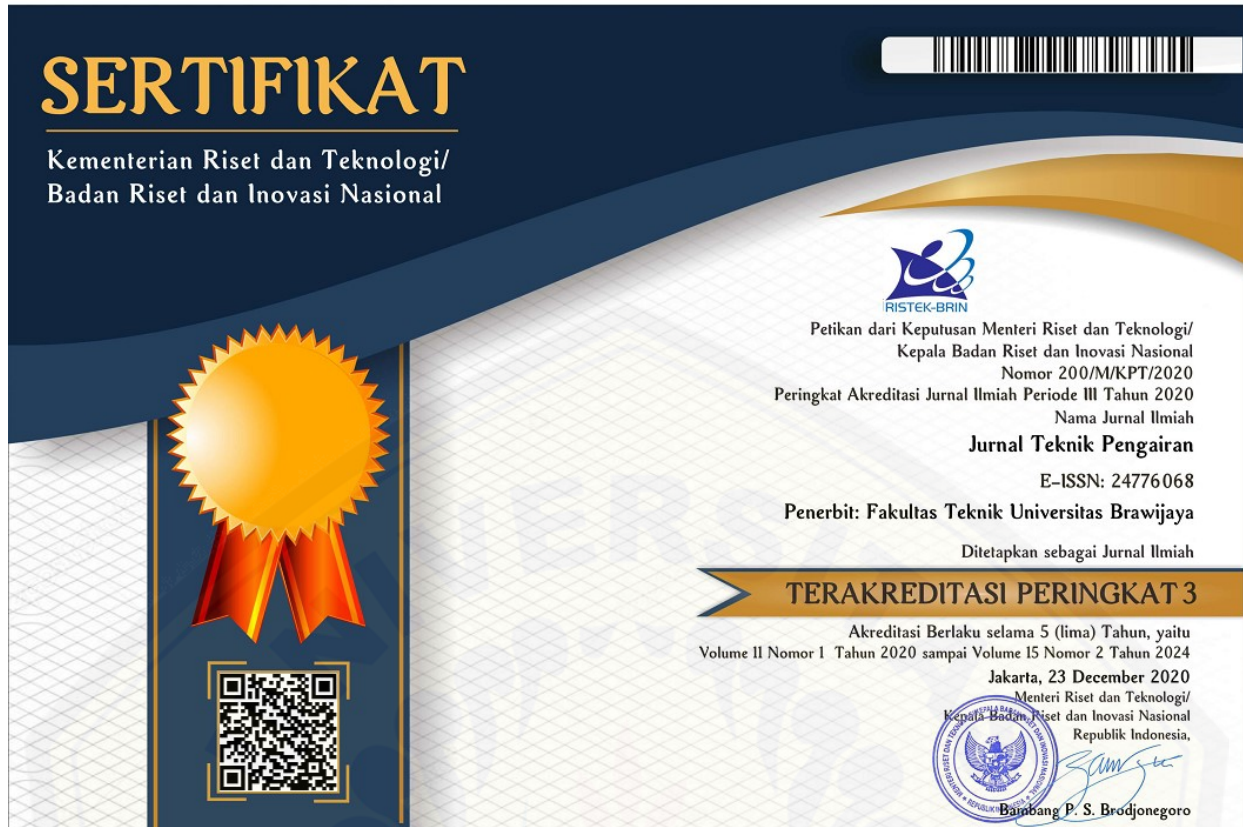 SERTIFIKAT
Kementerian Riset dan Teknologi/
Badan Riset dan Inovasi Nasional
RISTEK-BRIN
Petikan dari Keputusan Menteri Riset dan Teknologi/
Kepala Badan Riset dan Inovasi Nasional
Nomor 200/M/KPT/2020
Peringkat Akreditasi Jurnal Ilmiah Periode III Tahun 2020
Nama Jurnal Ilmiah
Jurnal Teknik Pengairan
E-ISSN: 24776068
Penerbit: Fakultas Teknik Universitas Brawijaya
Ditetapkan sebagai Jurnal Ilmiah
TERAKREDITASI PERINGKAT 3
Akreditasi Berlaku selama 5 (lima) Tahun, yaitu
Volume 11 Nomor 1 Tahun 2020 sampai Volume 15 Nomor 2 Tahun 2024
Jakarta, 23 December 2020
Menteri Riset dan Teknologi/
Kepala Badan Riset dan Inovasi Nasional
Republik Indonesia,
REPUBLIK INDONESIA
Bambang P. S. Brodjonegoro